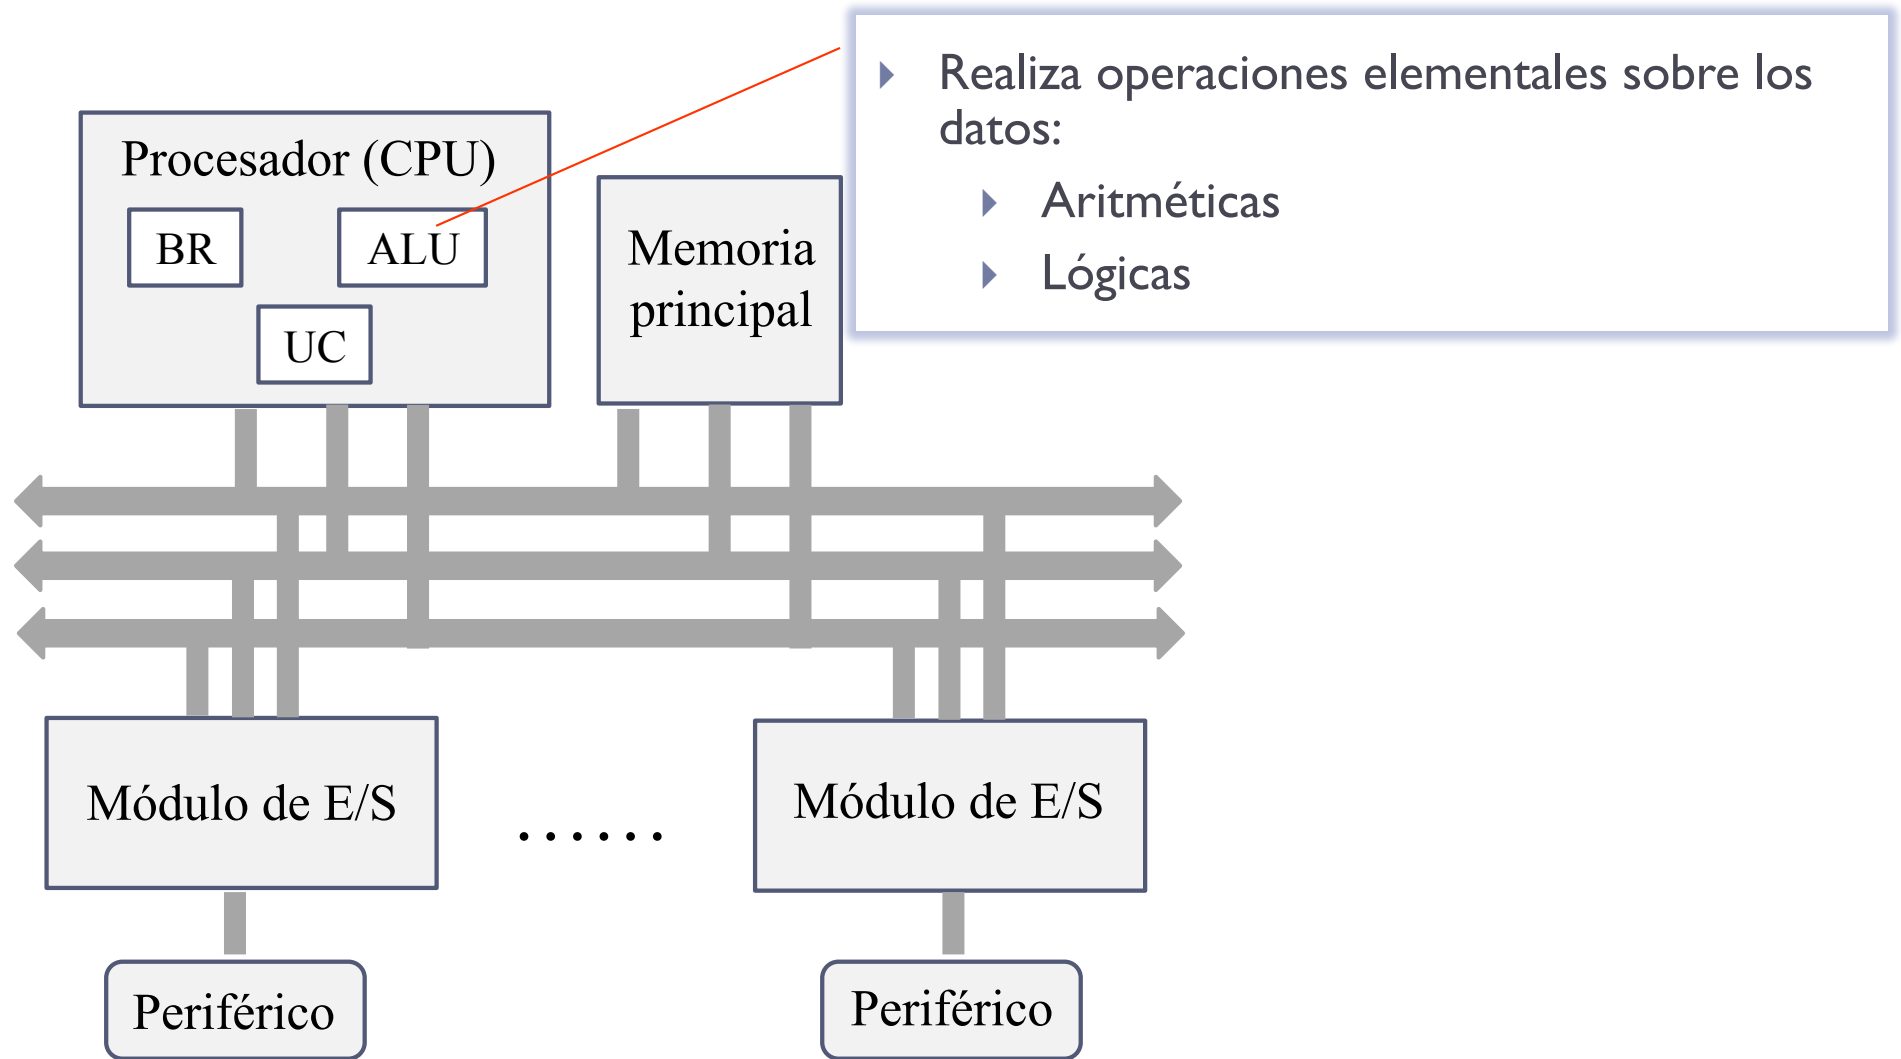 Realiza operaciones elementales sobre los
datos:
Aritméticas
Lógicas
Procesador (CPU)
BR
ALU
UC
Memoria
principal
Módulo de E/S
......
Módulo de E/S
Periférico
Periférico